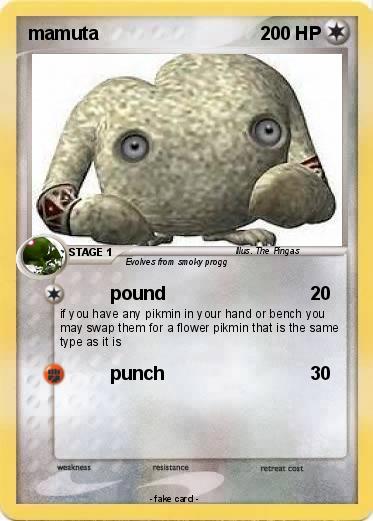 mamuta 200 HP
Illus. The Pingas
STAGE 1
Evolves from smoky progg
pound 20
if you have any pikmin in your hand or bench you
may swap them for a flower pikmin that is the same
type as it is
punch 30
weakness resistance retreat cost
- fake card -